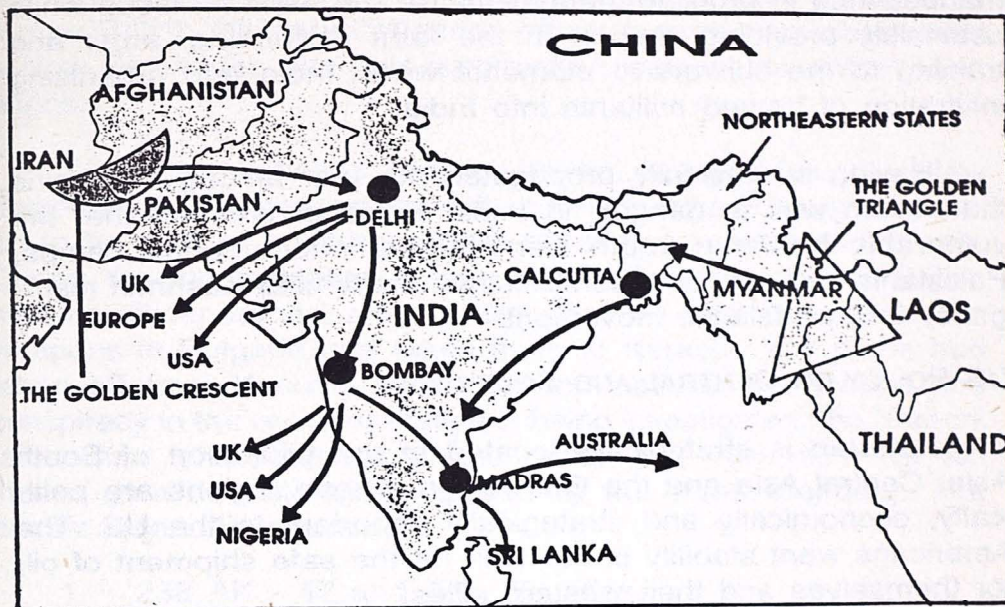 CHINA
AFGHANISTAN
NORTHEASTERN STATES
IRAN
THE GOLDEN
TRIANGLE
PAKISTAN
DELHI
CALCUTTA
MYANMAR
UK
INDIA
LAOS
EUROPE
USA
BOMBAY
THE GOLDEN CRESCENT
UK
AUSTRALIA
THAILAND
USA
MADRAS
NIGERIA
SRI LANKA